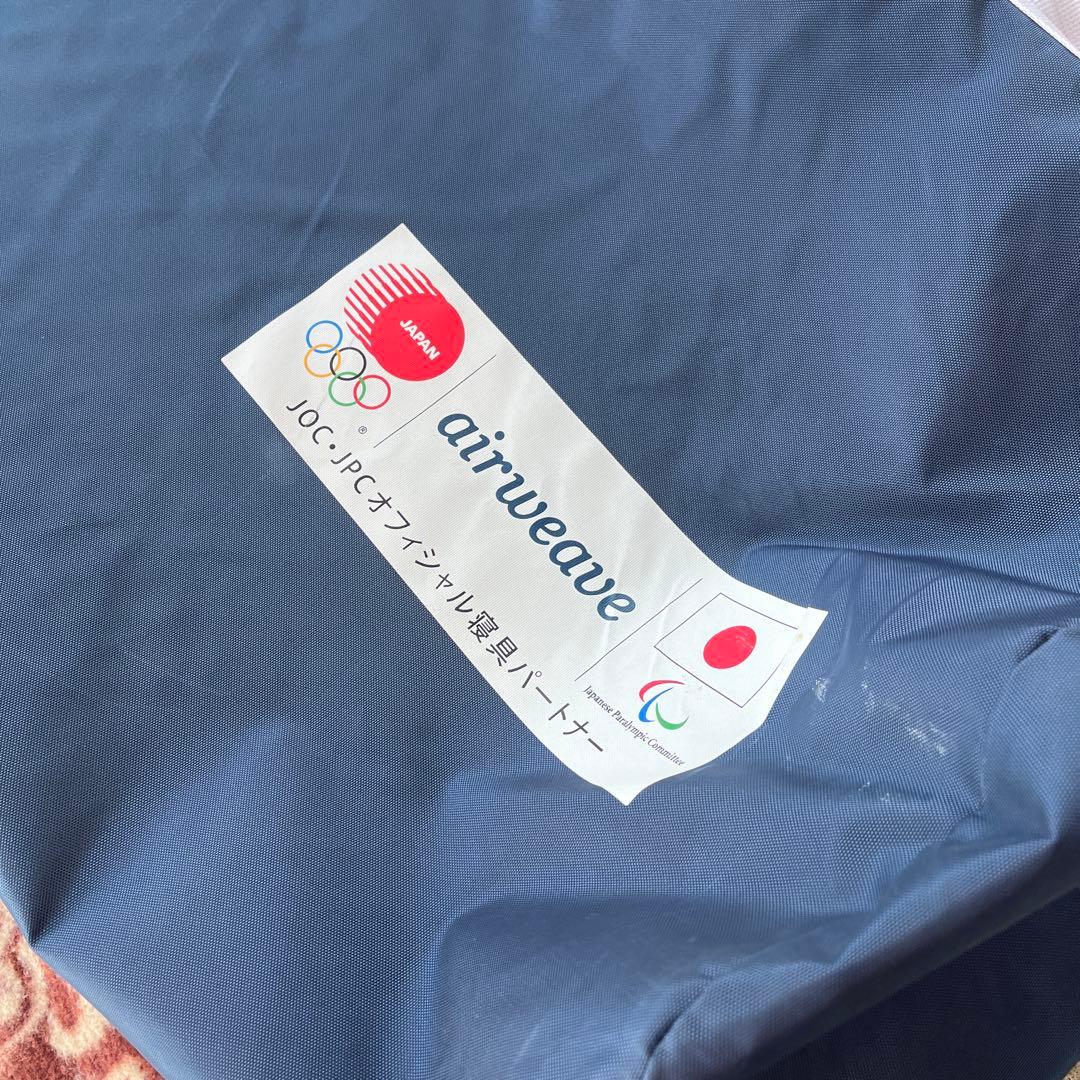 JAPAN
®
airweave
Japanese Paralympic Committee
JOC・JPCオフィシャル寝具パートナー